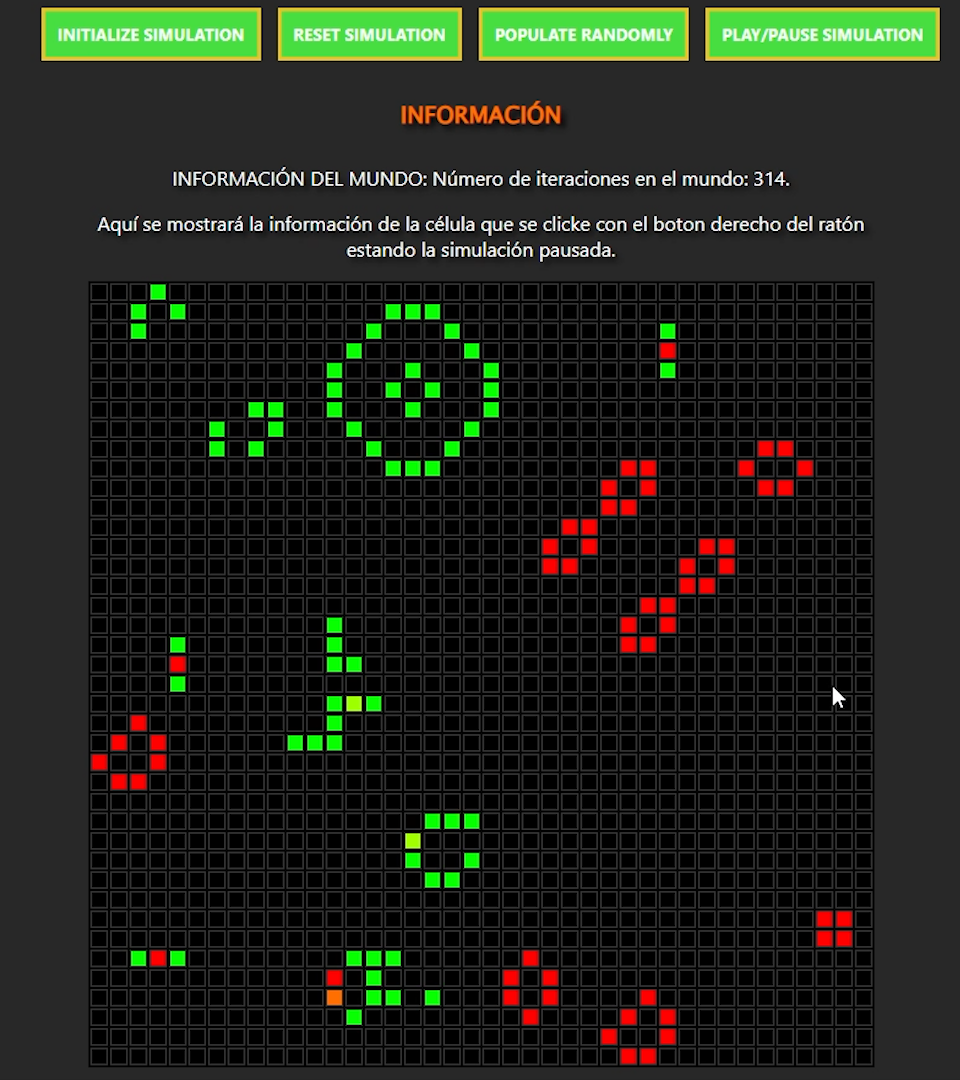 INITIALIZE SIMULATION
RESET SIMULATION
POPULATE RANDOMLY
PLAY/PAUSE SIMULATION
INFORMACIÓN
INFORMACIÓN DEL MUNDO: Número de iteraciones en el mundo: 314.
Aquí se mostrará la información de la célula que se clicke con el boton derecho del ratón
estando la simulación pausada.